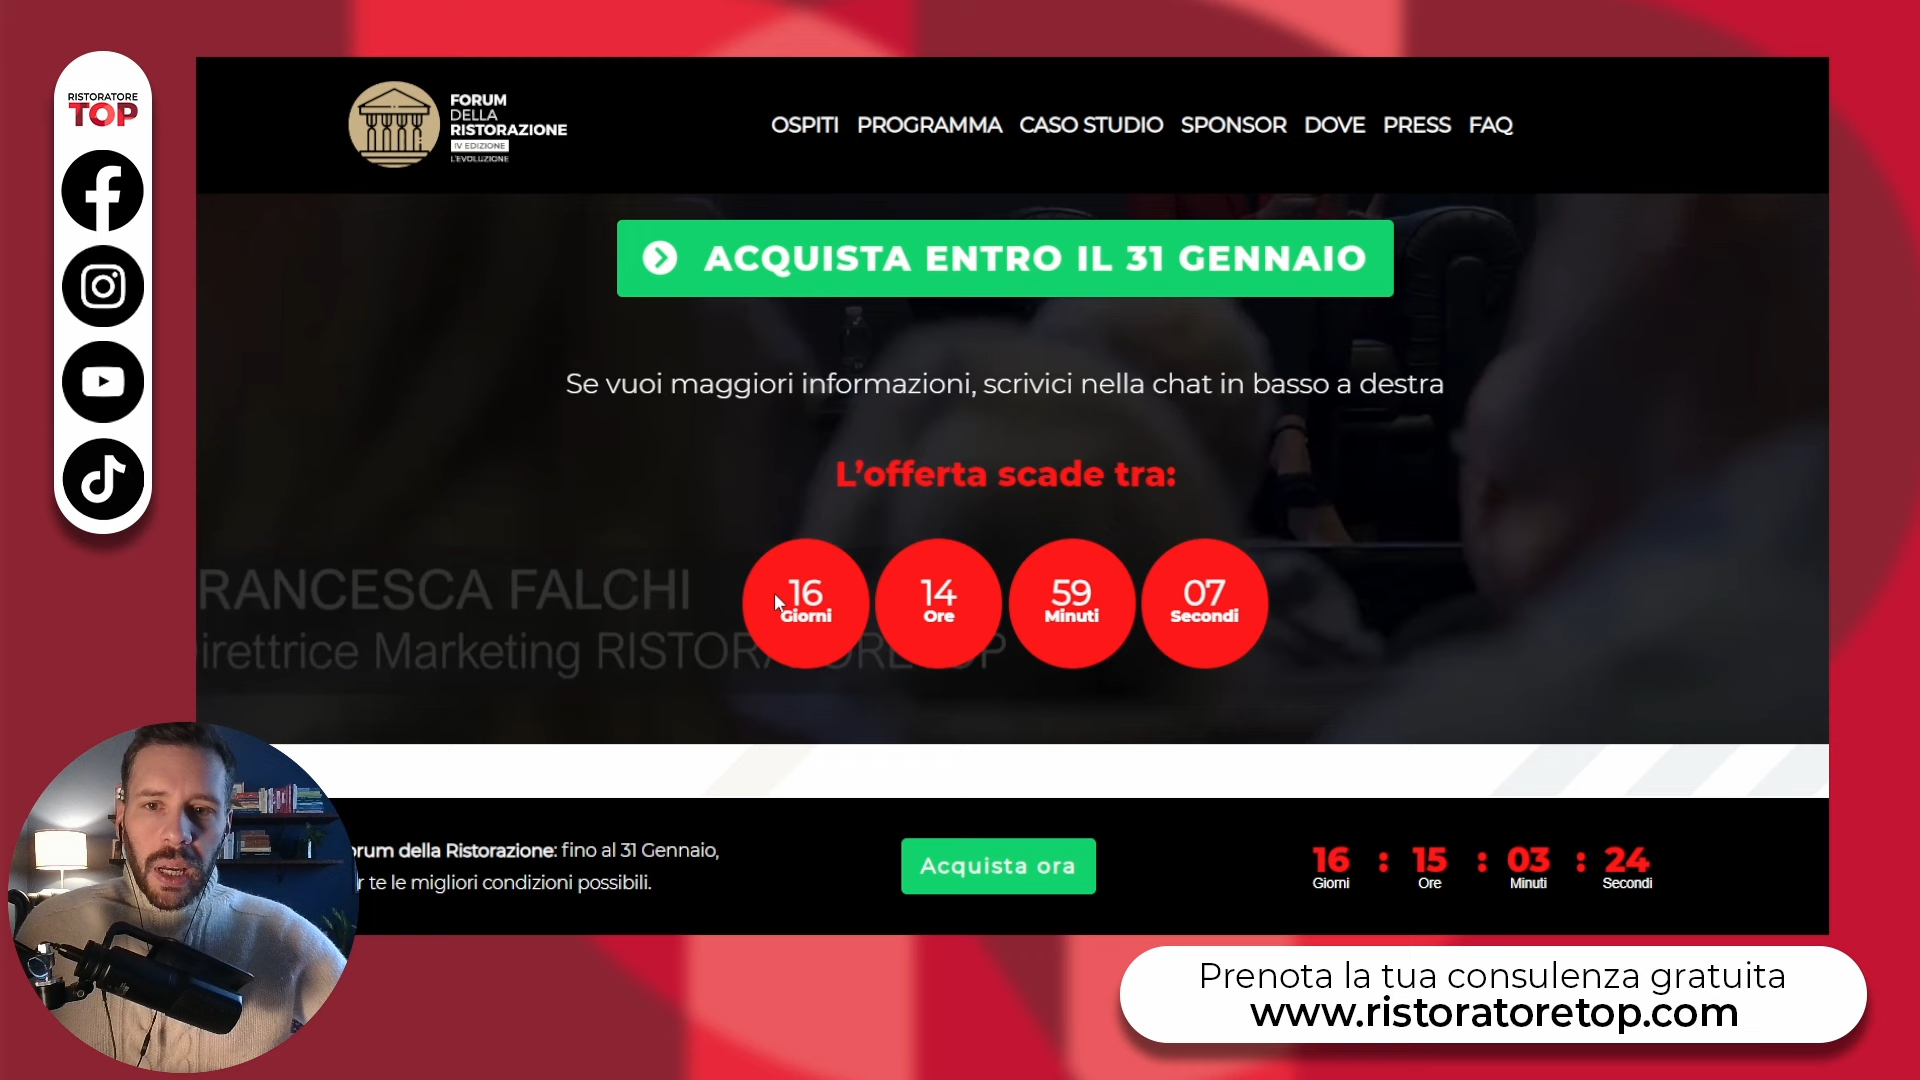 RISTORATORE
TOP
FORUM
DELLA
RISTORAZIONE
IV EDIZIONE
L'EVOLUZIONE
OSPITI PROGRAMMA CASO STUDIO SPONSOR DOVE PRESS FAQ
ACQUISTA ENTRO IL 31 GENNAIO
Se vuoi maggiori informazioni, scrivici nella chat in basso a destra
L'offerta scade tra:
16 14 59 07
Giorni Ore Minuti Secondi
RANCESCA FALCHI
irettrice Marketing RISTORATORE TOP
orum della Ristorazione: fino al 31 Gennaio,
r te le migliori condizioni possibili.
Acquista ora
16 : 15 : 03 : 24
Giorni Ore Minuti Secondi
Prenota la tua consulenza gratuita
www.ristoratoretop.com